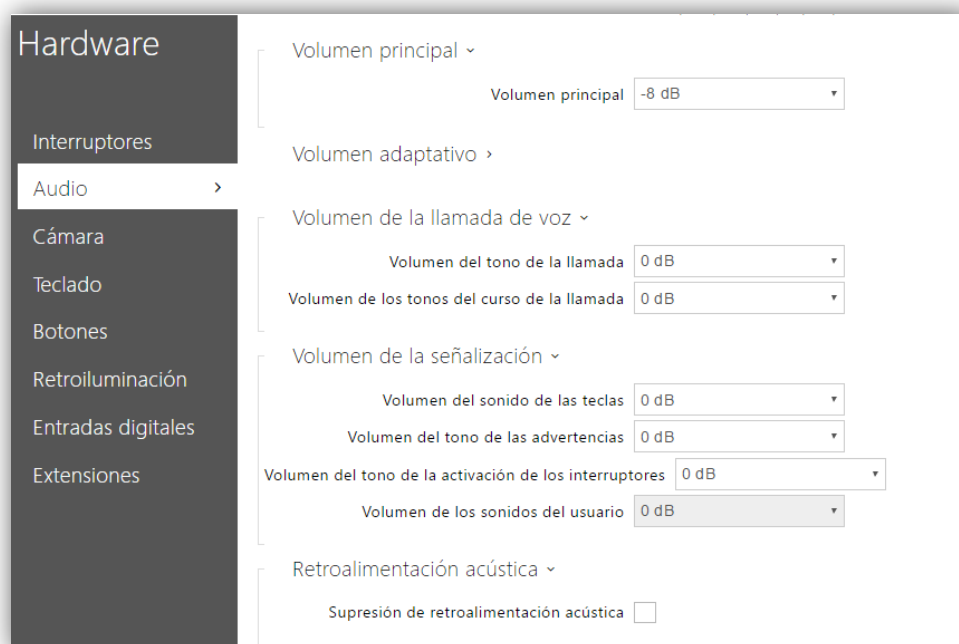 Hardware
Interruptores
Audio
Cámara
Teclado
Botones
Retroiluminación
Entradas digitales
Extensiones
Volumen principal
Volumen principal -8 dB
Volumen adaptativo
Volumen de la llamada de voz
Volumen del tono de la llamada 0 dB
Volumen de los tonos del curso de la llamada 0 dB
Volumen de la señalización
Volumen del sonido de las teclas 0 dB
Volumen del tono de las advertencias 0 dB
Volumen del tono de la activación de los interruptores 0 dB
Volumen de los sonidos del usuario 0 dB
Retroalimentación acústica
Supresión de retroalimentación acústica